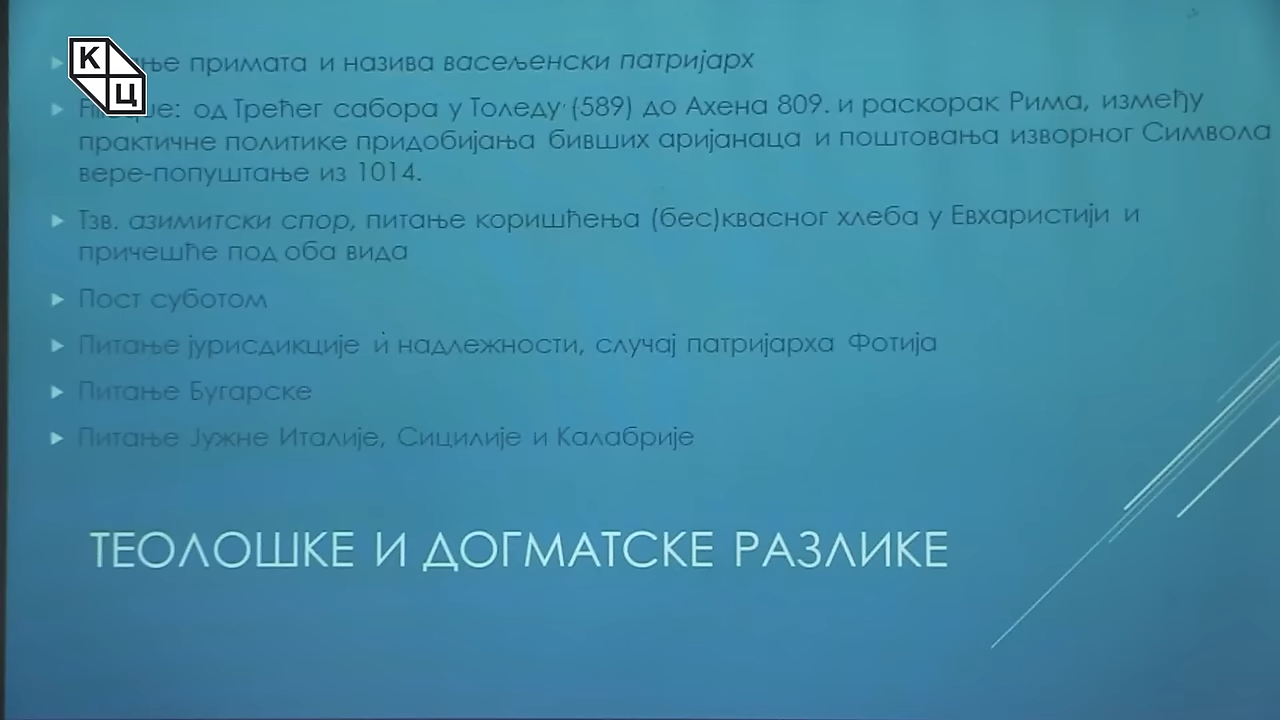 К
Ц
примата и назива васељенски патријарх
од Трећег сабора у Толеду (589) до Ахена 809. и раскорак Рима, између
практичне политике придобијања бивших аријанаца и поштовања изворног Символа
вере-попуштање из 1014.
Тзв. азимитски спор, питање коришћења (бес)квасног хлеба у Евхаристији и
причешће под оба вида
Пост суботом
Питање јурисдикције и надлежности, случај патријарха Фотија
Питање Бугарске
Питање Јужне Италије, Сицилије и Калабрије
ТЕОЛОШКЕ И ДОГМАТСКЕ РАЗЛИКЕ